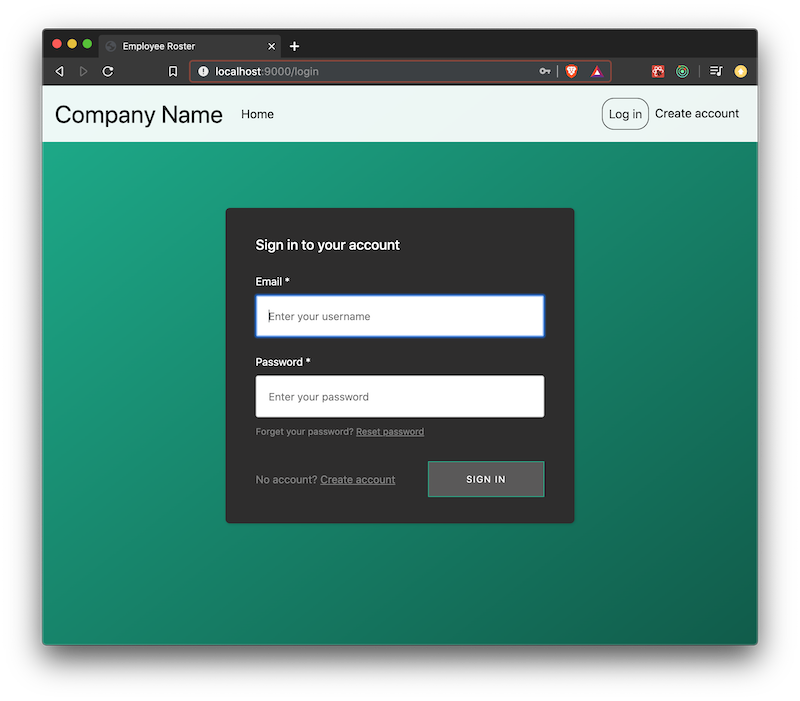 Employee Roster
localhost:9000/login
Company Name Home Log in Create account
Sign in to your account
Email *
Enter your username
Password *
Enter your password
Forget your password? Reset password
No account? Create account SIGN IN